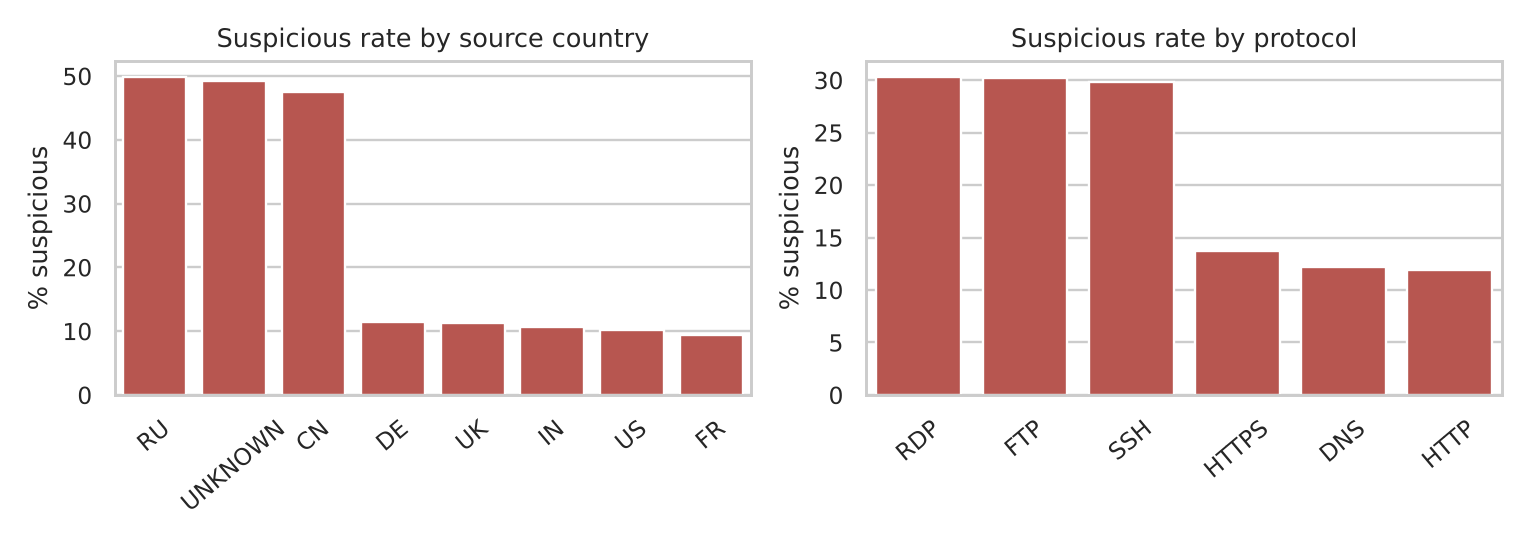 Suspicious rate by source country
% suspicious
50
40
30
20
10
0
RU
UNKNOWN
CN
DE
UK
IN
US
FR
Suspicious rate by protocol
% suspicious
30
25
20
15
10
5
0
RDP
FTP
SSH
HTTPS
DNS
HTTP